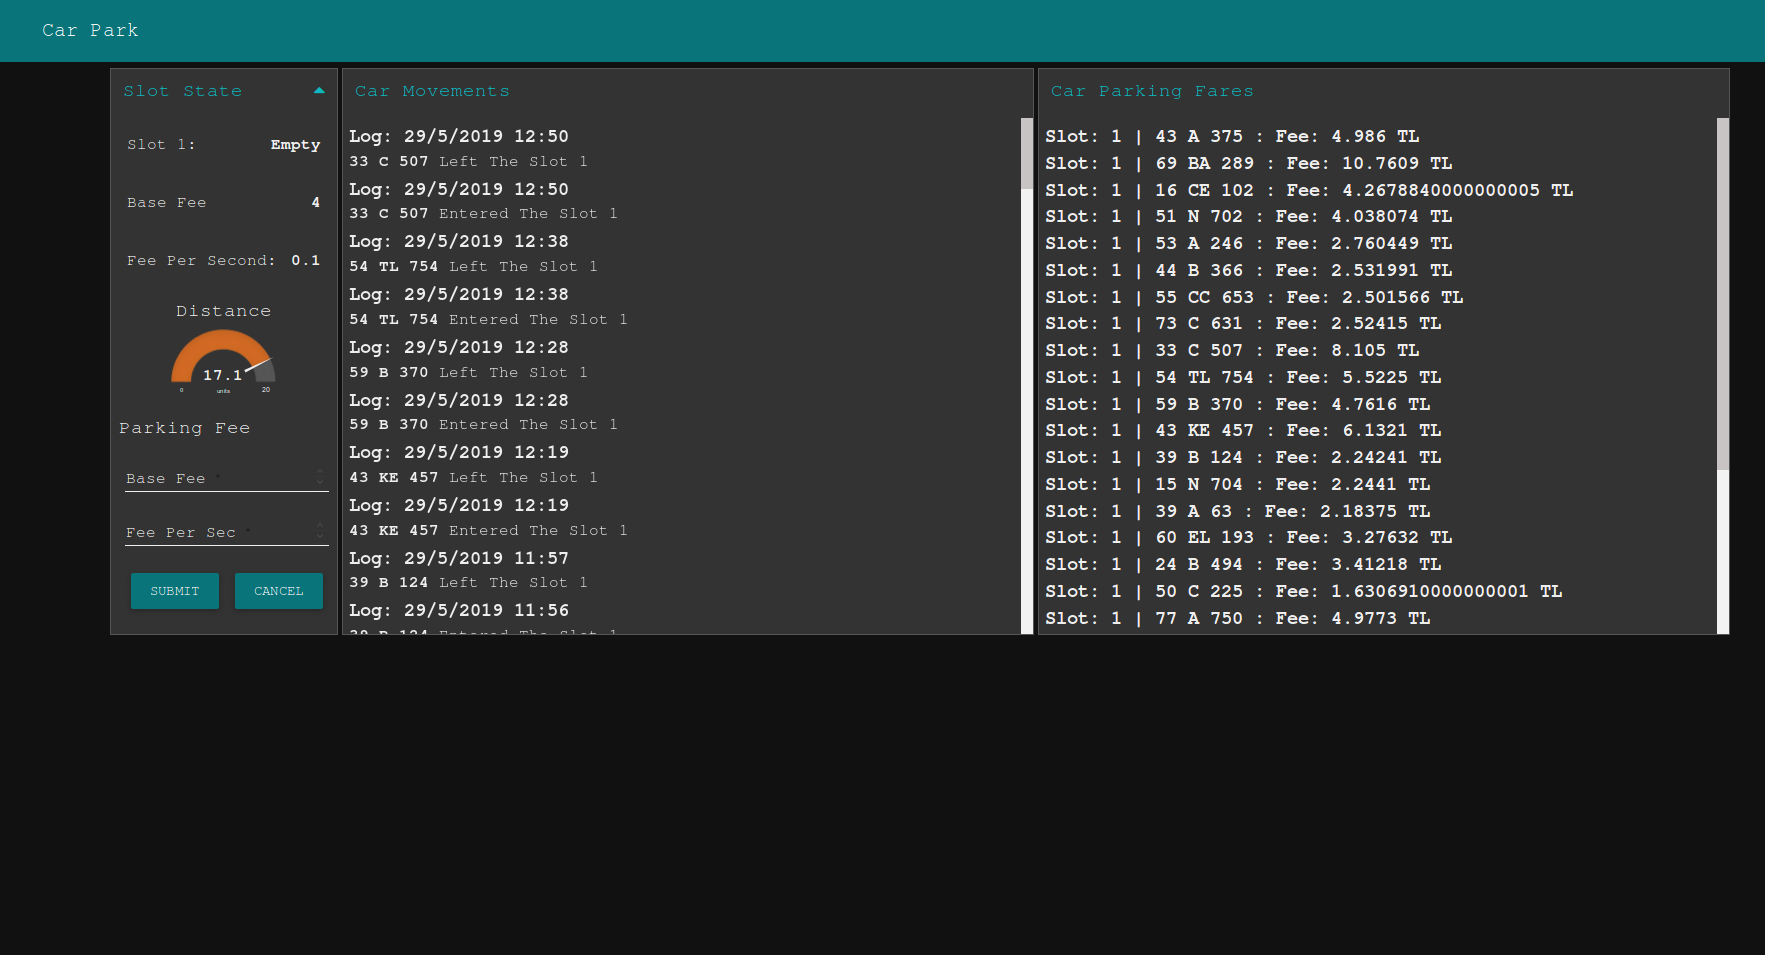 Car Park
Slot State
Slot 1: Empty
Base Fee 4
Fee Per Second: 0.1
Distance
17.1
0 units 20
Parking Fee
Base Fee *
Fee Per Sec *
SUBMIT CANCEL
Car Movements
Log: 29/5/2019 12:50
33 C 507 Left The Slot 1
Log: 29/5/2019 12:50
33 C 507 Entered The Slot 1
Log: 29/5/2019 12:38
54 TL 754 Left The Slot 1
Log: 29/5/2019 12:38
54 TL 754 Entered The Slot 1
Log: 29/5/2019 12:28
59 B 370 Left The Slot 1
Log: 29/5/2019 12:28
59 B 370 Entered The Slot 1
Log: 29/5/2019 12:19
43 KE 457 Left The Slot 1
Log: 29/5/2019 12:19
43 KE 457 Entered The Slot 1
Log: 29/5/2019 11:57
39 B 124 Left The Slot 1
Log: 29/5/2019 11:56
39 B 124 Entered The Slot 1
Car Parking Fares
Slot: 1 | 43 A 375 : Fee: 4.986 TL
Slot: 1 | 69 BA 289 : Fee: 10.7609 TL
Slot: 1 | 16 CE 102 : Fee: 4.2678840000000005 TL
Slot: 1 | 51 N 702 : Fee: 4.038074 TL
Slot: 1 | 53 A 246 : Fee: 2.760449 TL
Slot: 1 | 44 B 366 : Fee: 2.531991 TL
Slot: 1 | 55 CC 653 : Fee: 2.501566 TL
Slot: 1 | 73 C 631 : Fee: 2.52415 TL
Slot: 1 | 33 C 507 : Fee: 8.105 TL
Slot: 1 | 54 TL 754 : Fee: 5.5225 TL
Slot: 1 | 59 B 370 : Fee: 4.7616 TL
Slot: 1 | 43 KE 457 : Fee: 6.1321 TL
Slot: 1 | 39 B 124 : Fee: 2.24241 TL
Slot: 1 | 15 N 704 : Fee: 2.2441 TL
Slot: 1 | 39 A 63 : Fee: 2.18375 TL
Slot: 1 | 60 EL 193 : Fee: 3.27632 TL
Slot: 1 | 24 B 494 : Fee: 3.41218 TL
Slot: 1 | 50 C 225 : Fee: 1.6306910000000001 TL
Slot: 1 | 77 A 750 : Fee: 4.9773 TL